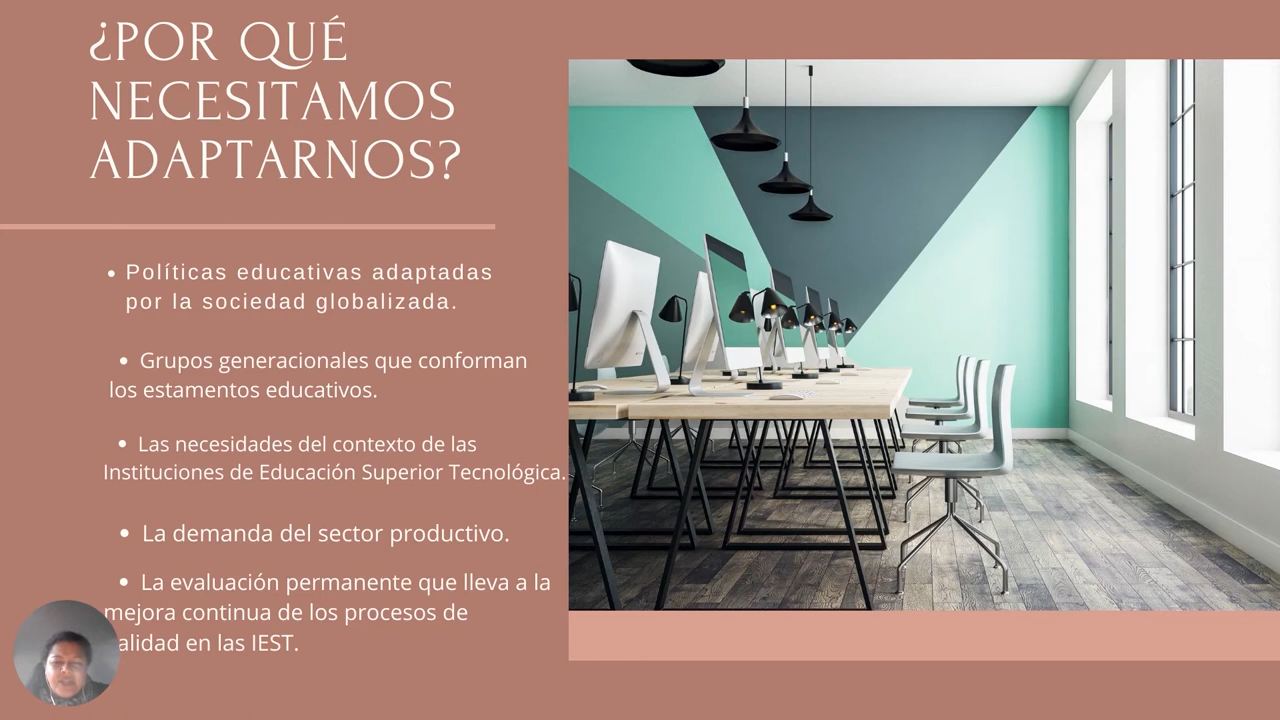 ¿POR QUÉ
NECESITAMOS
ADAPTARNOS?
• Políticas educativas adaptadas
por la sociedad globalizada.
• Grupos generacionales que conforman
los estamentos educativos.
• Las necesidades del contexto de las
Instituciones de Educación Superior Tecnológica.
• La demanda del sector productivo.
• La evaluación permanente que lleva a la
mejora continua de los procesos de
alidad en las IEST.